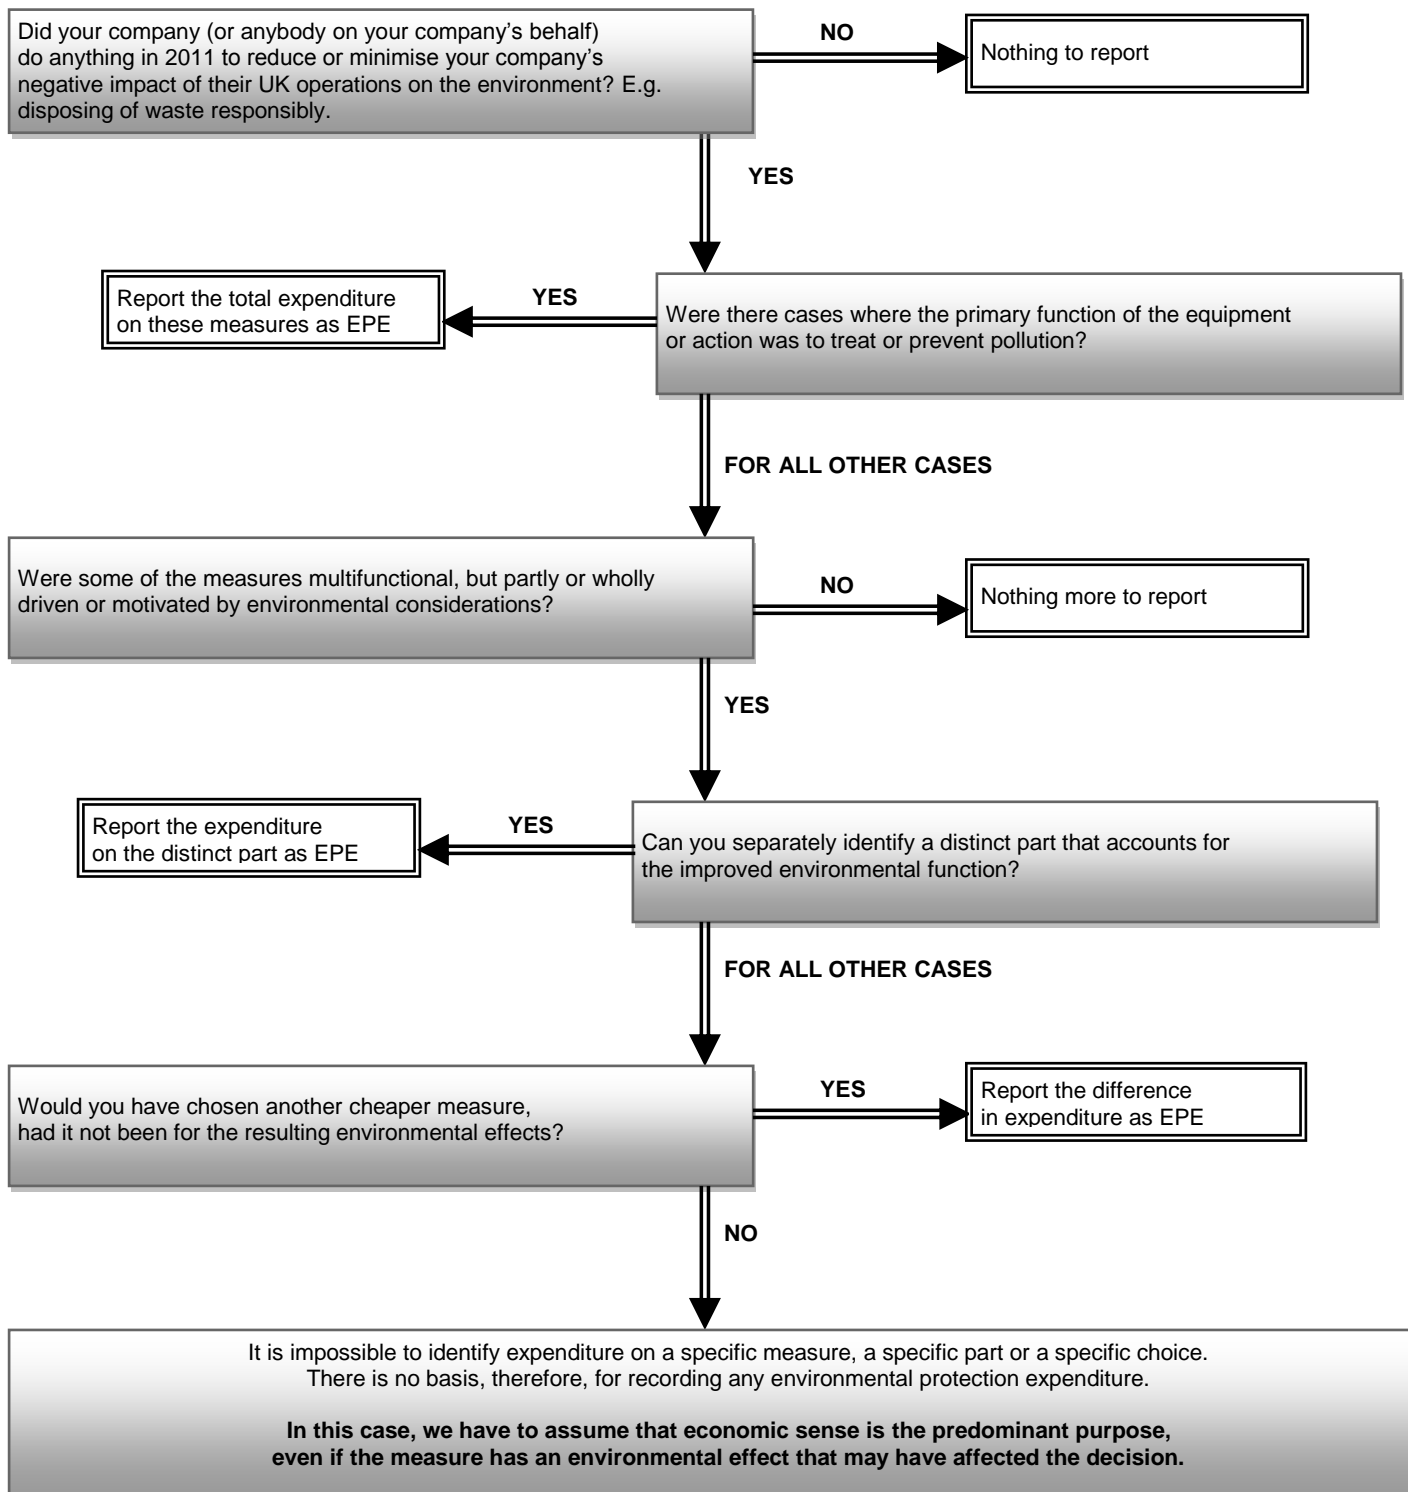 Did your company (or anybody on your company's behalf)
do anything in 2011 to reduce or minimise your company's
negative impact of their UK operations on the environment? E.g.
disposing of waste responsibly.
NO
Nothing to report
YES
Were there cases where the primary function of the equipment
or action was to treat or prevent pollution?
YES
Report the total expenditure
on these measures as EPE
FOR ALL OTHER CASES
Were some of the measures multifunctional, but partly or wholly
driven or motivated by environmental considerations?
NO
Nothing more to report
YES
Can you separately identify a distinct part that accounts for
the improved environmental function?
YES
Report the expenditure
on the distinct part as EPE
FOR ALL OTHER CASES
Would you have chosen another cheaper measure,
had it not been for the resulting environmental effects?
YES
Report the difference
in expenditure as EPE
NO
It is impossible to identify expenditure on a specific measure, a specific part or a specific choice.
There is no basis, therefore, for recording any environmental protection expenditure.
In this case, we have to assume that economic sense is the predominant purpose,
even if the measure has an environmental effect that may have affected the decision.